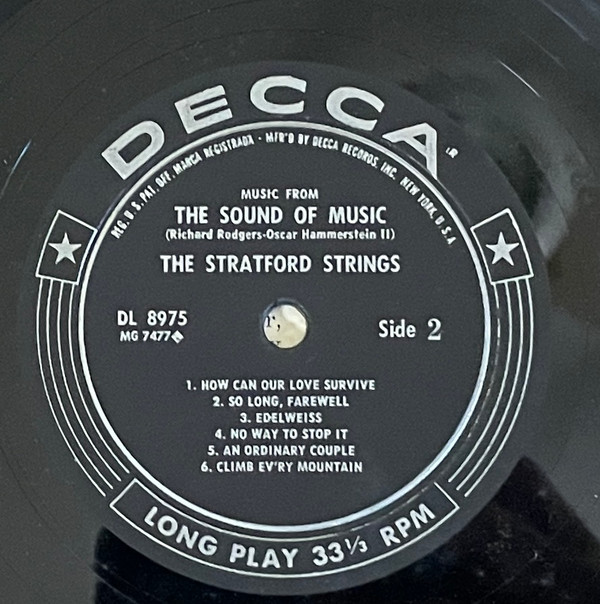 DECCA
REG. U.S. PAT. OFF. MARCA REGISTRADA · MF'R'D BY DECCA RECORDS, INC. NEW YORK, U.S.A
MUSIC FROM
THE SOUND OF MUSIC
(Richard Rodgers-Oscar Hammerstein II)
THE STRATFORD STRINGS
DL 8975
MG 7477
Side 2
1. HOW CAN OUR LOVE SURVIVE
2. SO LONG, FAREWELL
3. EDELWEISS
4. NO WAY TO STOP IT
5. AN ORDINARY COUPLE
6. CLIMB EV'RY MOUNTAIN
LONG PLAY 33⅓ RPM